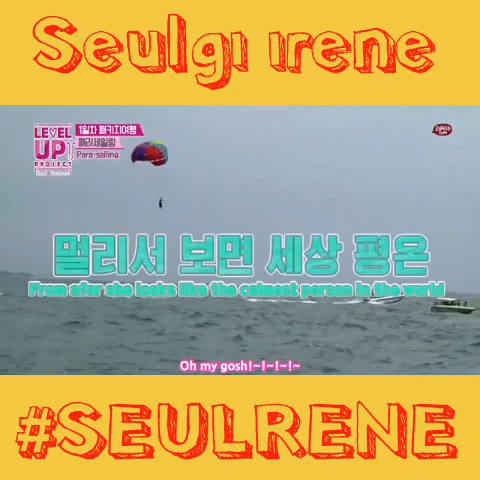 Seulgi irene
LEVEL
UP
PROJECT
Red Velvet
1일차 패키지여행
패러세일링
Para-sailing
멀리서 보면 세상 평온
From afar she looks like the calmest person in the world
Oh my gosh!~!~!~!~
#SEULRENE